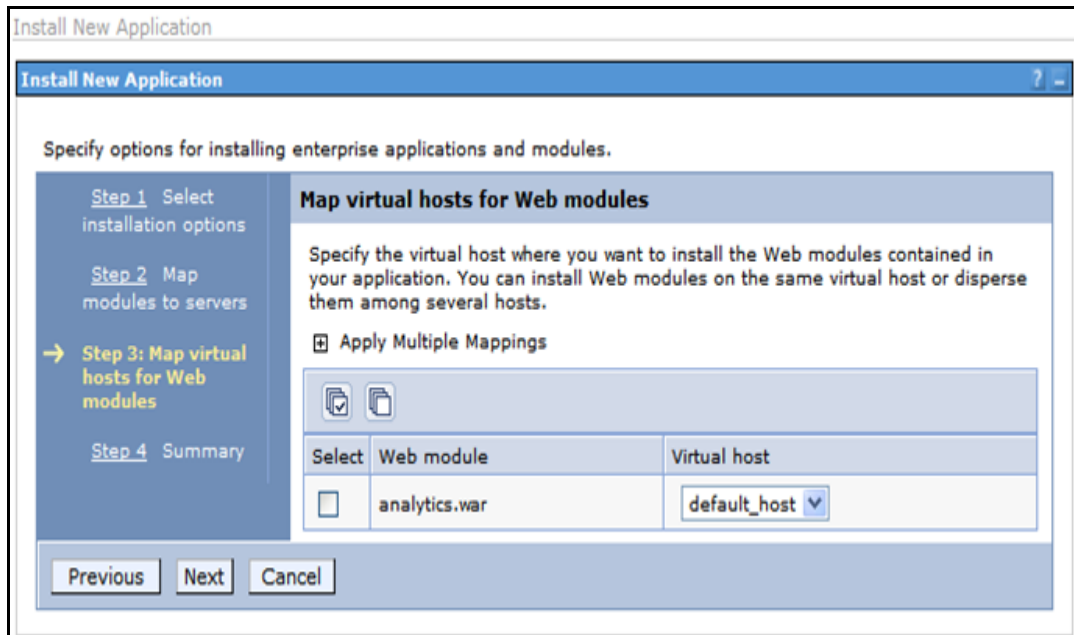 Install New Application
Install New Application ? –
Specify options for installing enterprise applications and modules.
Step 1 Select
installation options
Step 2 Map
modules to servers
Step 3: Map virtual
hosts for Web
modules
Step 4 Summary
Map virtual hosts for Web modules
Specify the virtual host where you want to install the Web modules contained in
your application. You can install Web modules on the same virtual host or disperse
them among several hosts.
Apply Multiple Mappings
Select Web module Virtual host
analytics.war default_host
Previous Next Cancel